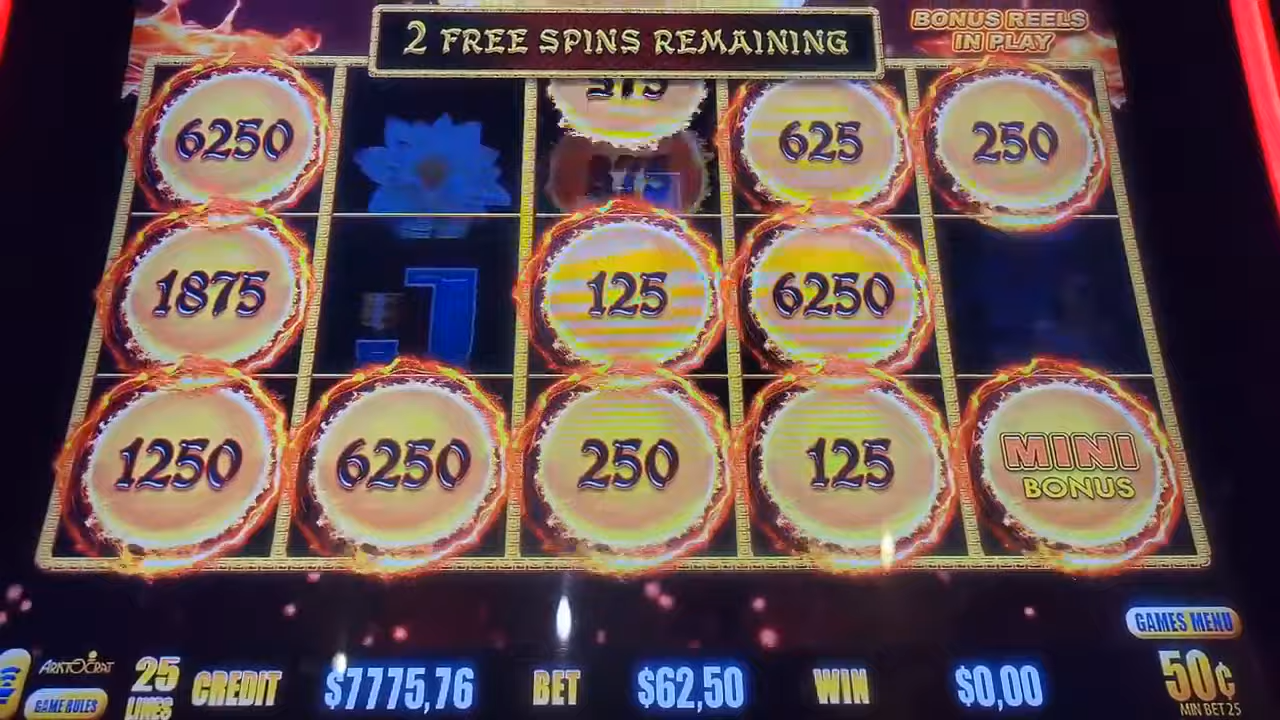 2 FREE SPINS REMAINING
BONUS REELS
IN PLAY
6250
625
250
1875
J
125
6250
1250
6250
250
125
MINI
BONUS
GAMES MENU
ARISTOCRAT
GAME RULES
25
LINES
CREDIT
$7775,76
BET
$62,50
WIN
$0,00
50¢
MIN BET 25